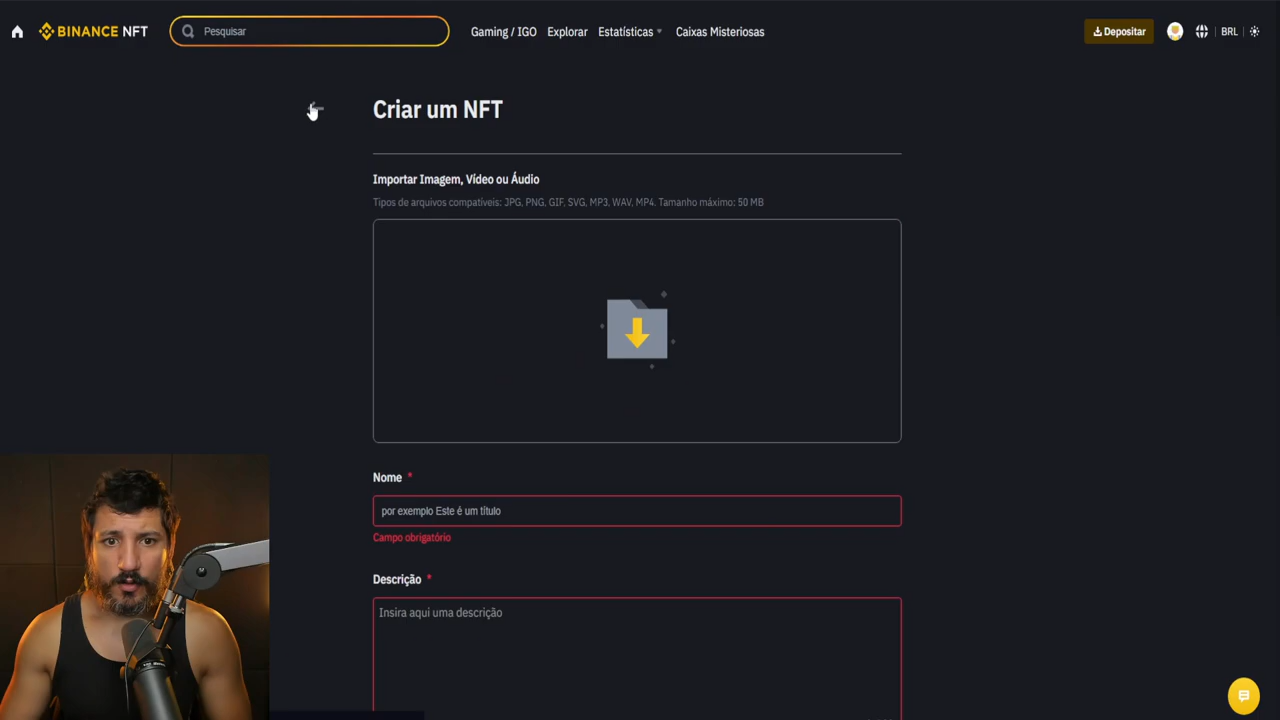 BINANCE NFT
Pesquisar
Gaming / IGO
Explorar
Estatísticas
Caixas Misteriosas
Depositar
BRL
Criar um NFT
Importar Imagem, Vídeo ou Áudio
Tipos de arquivos compatíveis: JPG, PNG, GIF, SVG, MP3, WAV, MP4. Tamanho máximo: 50 MB
Nome *
por exemplo Este é um título
Campo obrigatório
Descrição *
Insira aqui uma descrição